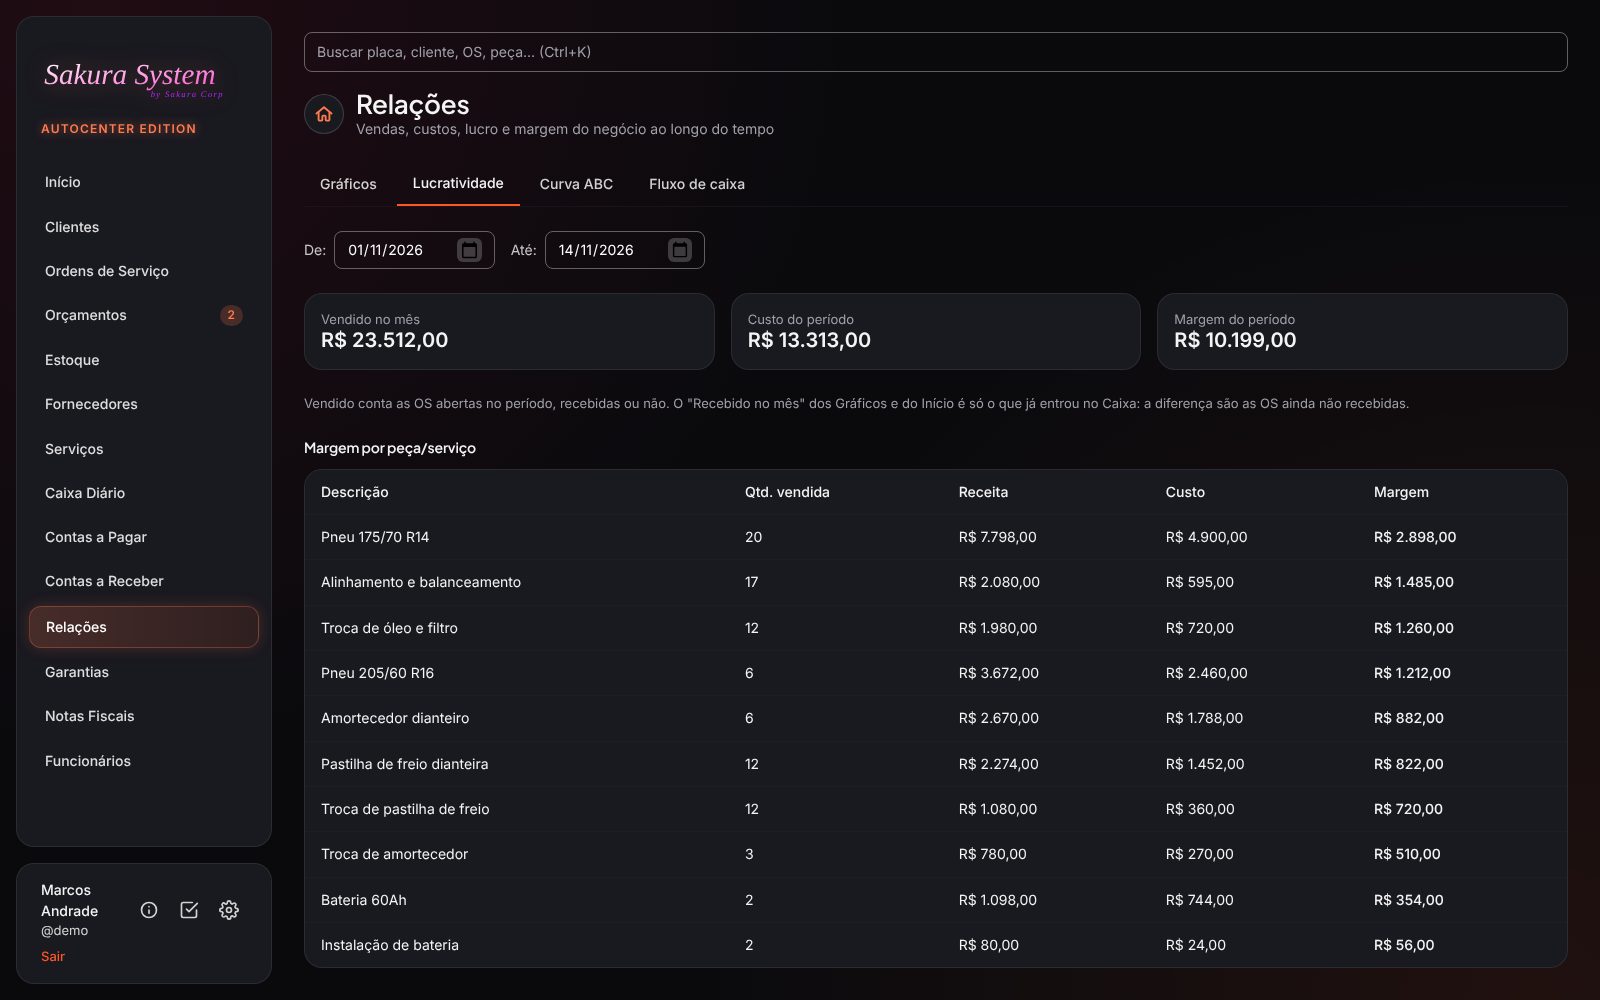 Sakura System
by Sakura Corp
AUTOCENTER EDITION
Início
Clientes
Ordens de Serviço
Orçamentos 2
Estoque
Fornecedores
Serviços
Caixa Diário
Contas a Pagar
Contas a Receber
Relações
Garantias
Notas Fiscais
Funcionários
Marcos
Andrade
@demo
Sair
Buscar placa, cliente, OS, peça... (Ctrl+K)
Relações
Vendas, custos, lucro e margem do negócio ao longo do tempo
Gráficos Lucratividade Curva ABC Fluxo de caixa
De: 01/11/2026 Até: 14/11/2026
Vendido no mês
R$ 23.512,00
Custo do período
R$ 13.313,00
Margem do período
R$ 10.199,00
Vendido conta as OS abertas no período, recebidas ou não. O "Recebido no mês" dos Gráficos e do Início é só o que já entrou no Caixa: a diferença são as OS ainda não recebidas.
Margem por peça/serviço
Descrição Qtd. vendida Receita Custo Margem
Pneu 175/70 R14 20 R$ 7.798,00 R$ 4.900,00 R$ 2.898,00
Alinhamento e balanceamento 17 R$ 2.080,00 R$ 595,00 R$ 1.485,00
Troca de óleo e filtro 12 R$ 1.980,00 R$ 720,00 R$ 1.260,00
Pneu 205/60 R16 6 R$ 3.672,00 R$ 2.460,00 R$ 1.212,00
Amortecedor dianteiro 6 R$ 2.670,00 R$ 1.788,00 R$ 882,00
Pastilha de freio dianteira 12 R$ 2.274,00 R$ 1.452,00 R$ 822,00
Troca de pastilha de freio 12 R$ 1.080,00 R$ 360,00 R$ 720,00
Troca de amortecedor 3 R$ 780,00 R$ 270,00 R$ 510,00
Bateria 60Ah 2 R$ 1.098,00 R$ 744,00 R$ 354,00
Instalação de bateria 2 R$ 80,00 R$ 24,00 R$ 56,00